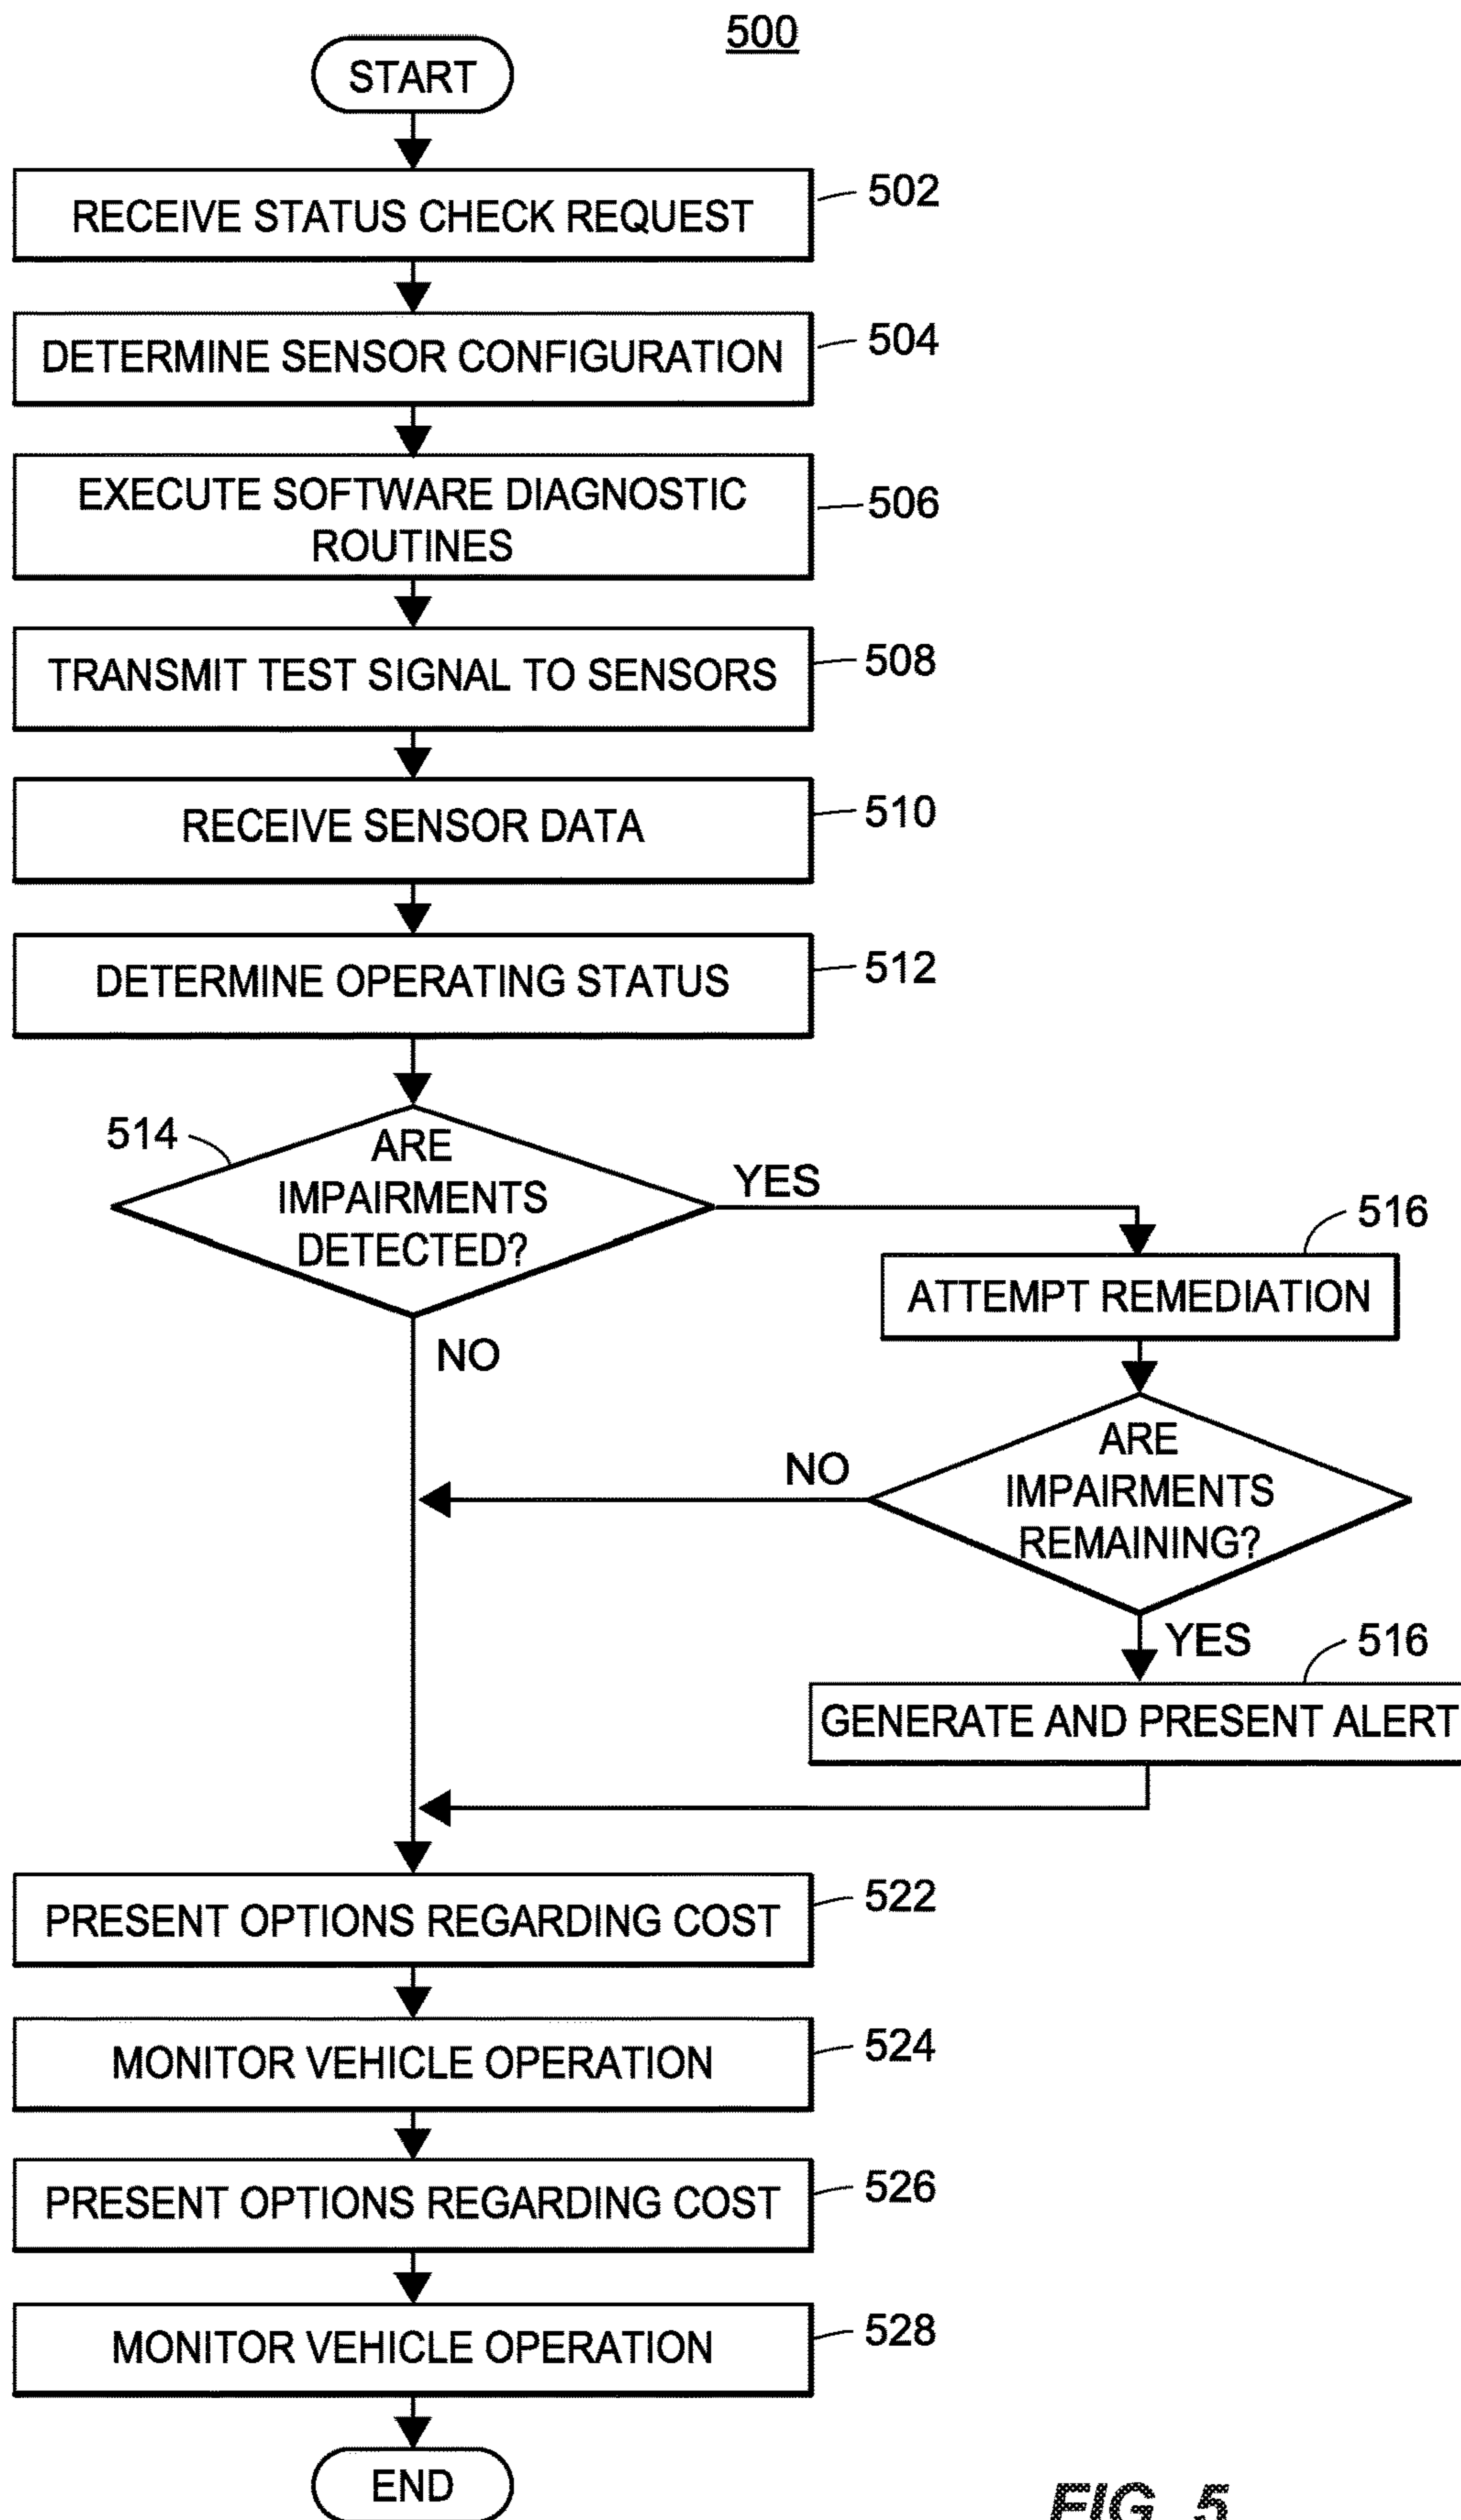 500
START
RECEIVE STATUS CHECK REQUEST
502
DETERMINE SENSOR CONFIGURATION
504
EXECUTE SOFTWARE DIAGNOSTIC
ROUTINES
506
TRANSMIT TEST SIGNAL TO SENSORS
508
RECEIVE SENSOR DATA
510
DETERMINE OPERATING STATUS
512
514
ARE
IMPAIRMENTS
DETECTED?
YES
NO
516
ATTEMPT REMEDIATION
ARE
IMPAIRMENTS
REMAINING?
NO
YES
516
GENERATE AND PRESENT ALERT
PRESENT OPTIONS REGARDING COST
522
MONITOR VEHICLE OPERATION
524
PRESENT OPTIONS REGARDING COST
526
MONITOR VEHICLE OPERATION
528
END
FIG. 5